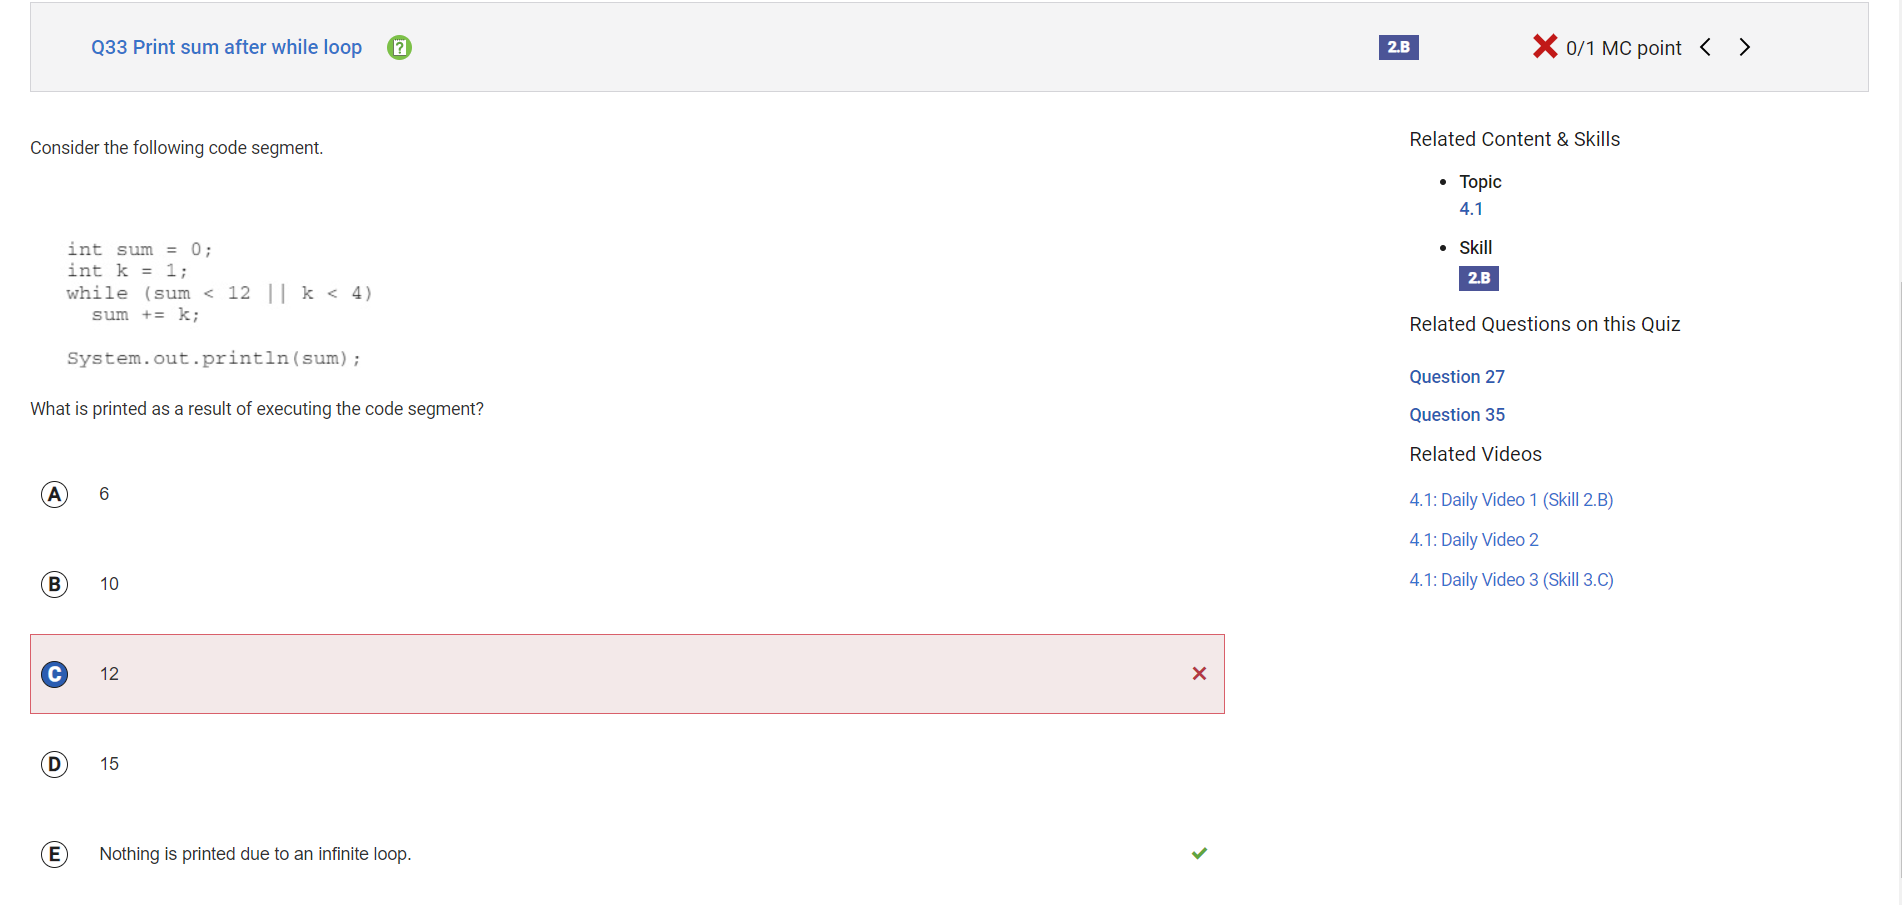 Q33 Print sum after while loop
?
2.B
0/1 MC point
Consider the following code segment.
int sum = 0;
int k = 1;
while (sum < 12 || k < 4)
  sum += k;
System.out.println(sum);
What is printed as a result of executing the code segment?
A 6
B 10
C 12
D 15
E Nothing is printed due to an infinite loop.
Related Content & Skills
• Topic
4.1
• Skill
2.B
Related Questions on this Quiz
Question 27
Question 35
Related Videos
4.1: Daily Video 1 (Skill 2.B)
4.1: Daily Video 2
4.1: Daily Video 3 (Skill 3.C)